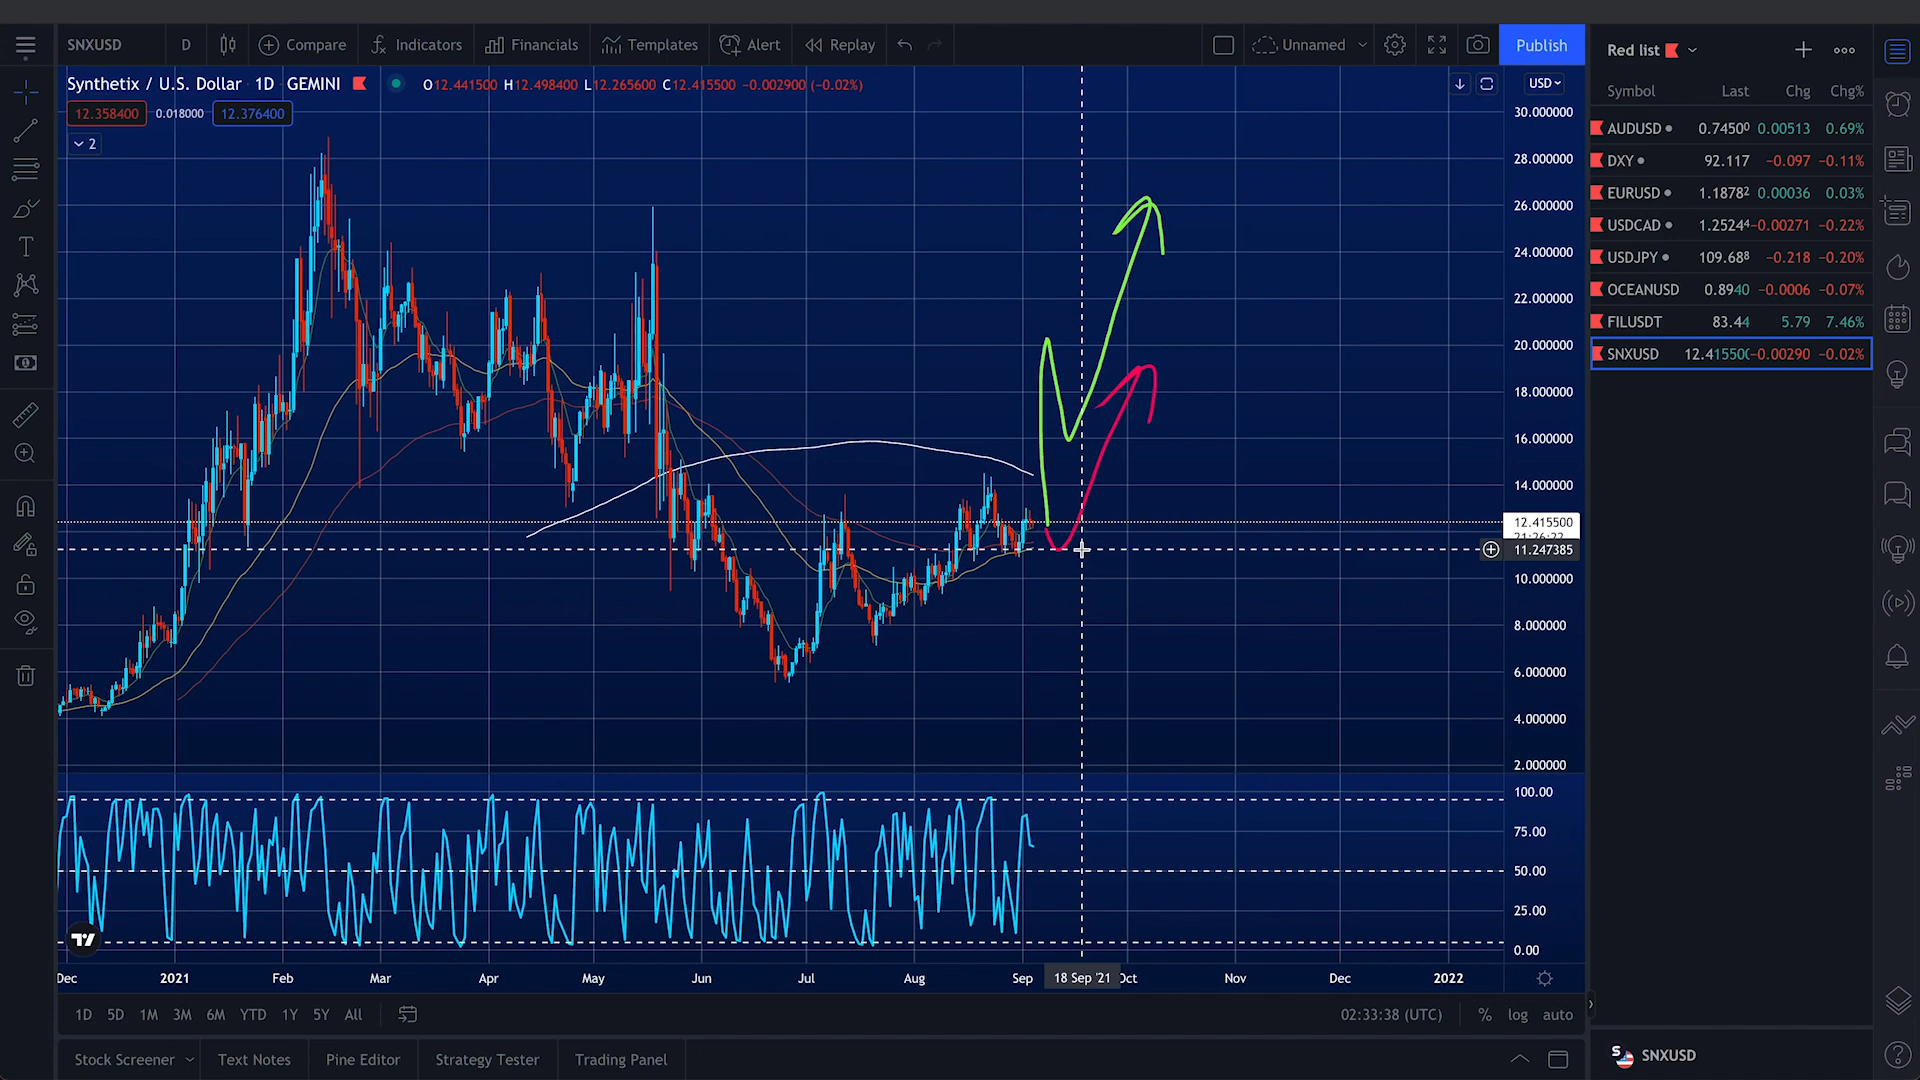 SNXUSD D Compare Indicators Financials Templates Alert Replay Unnamed Publish
Synthetix / U.S. Dollar 1D GEMINI O12.441500 H12.498400 L12.265600 C12.415500 −0.002900 (−0.02%)
12.358400 0.018000 12.376400
2
USD
30.000000
28.000000
26.000000
24.000000
22.000000
20.000000
18.000000
16.000000
14.000000
12.415500
11.247385
10.000000
8.000000
6.000000
4.000000
2.000000
100.00
75.00
50.00
25.00
0.00
Dec 2021 Feb Mar Apr May Jun Jul Aug Sep 18 Sep '21 Oct Nov Dec 2022
1D 5D 1M 3M 6M YTD 1Y 5Y All 02:33:38 (UTC) % log auto
Stock Screener Text Notes Pine Editor Strategy Tester Trading Panel
Red list
Symbol Last Chg Chg%
AUDUSD 0.74500 0.00513 0.69%
DXY 92.117 −0.097 −0.11%
EURUSD 1.18782 0.00036 0.03%
USDCAD 1.25244 −0.00271 −0.22%
USDJPY 109.688 −0.218 −0.20%
OCEANUSD 0.8940 −0.0006 −0.07%
FILUSDT 83.44 5.79 7.46%
SNXUSD 12.41550 −0.00290 −0.02%
SNXUSD